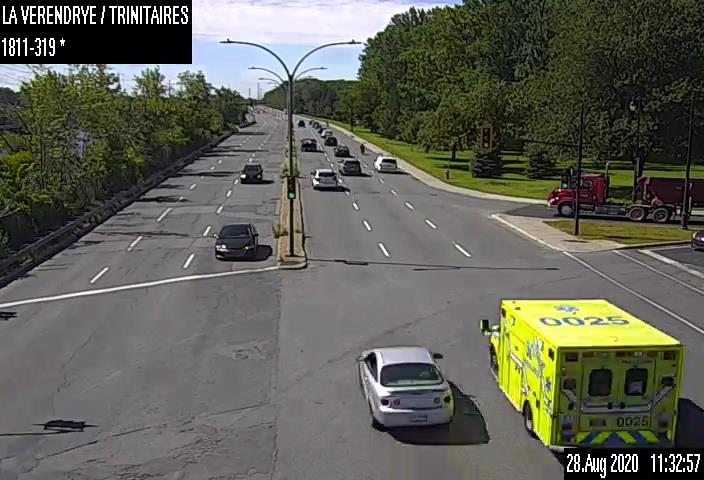 LA VERENDRYE / TRINITAIRES
1811-319 *
0025
0025
28.Aug 2020 11:32:57